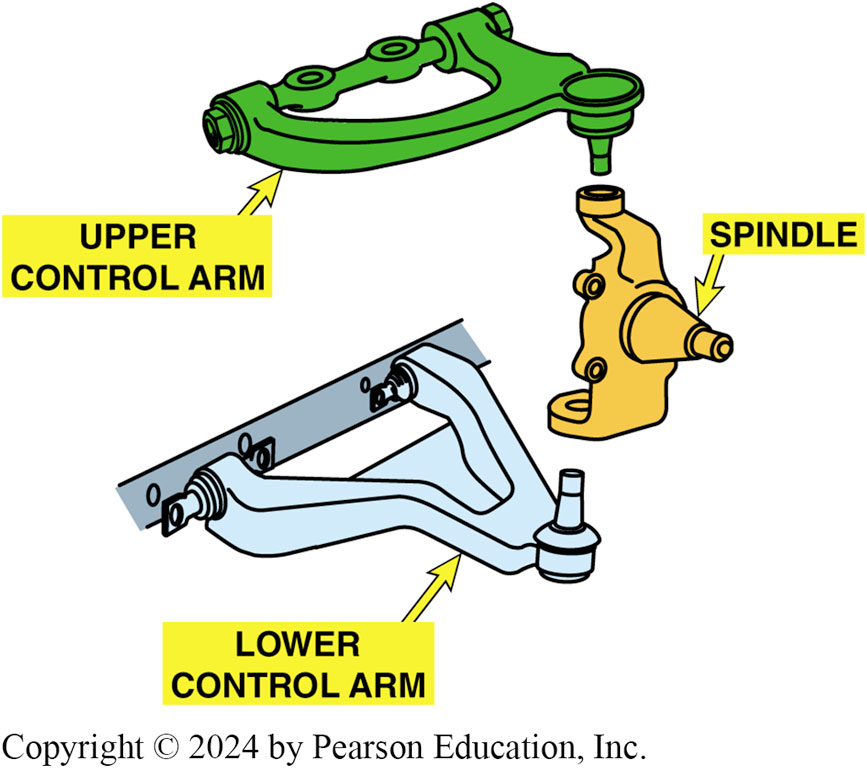 UPPER
CONTROL ARM
SPINDLE
LOWER
CONTROL ARM
Copyright © 2024 by Pearson Education, Inc.